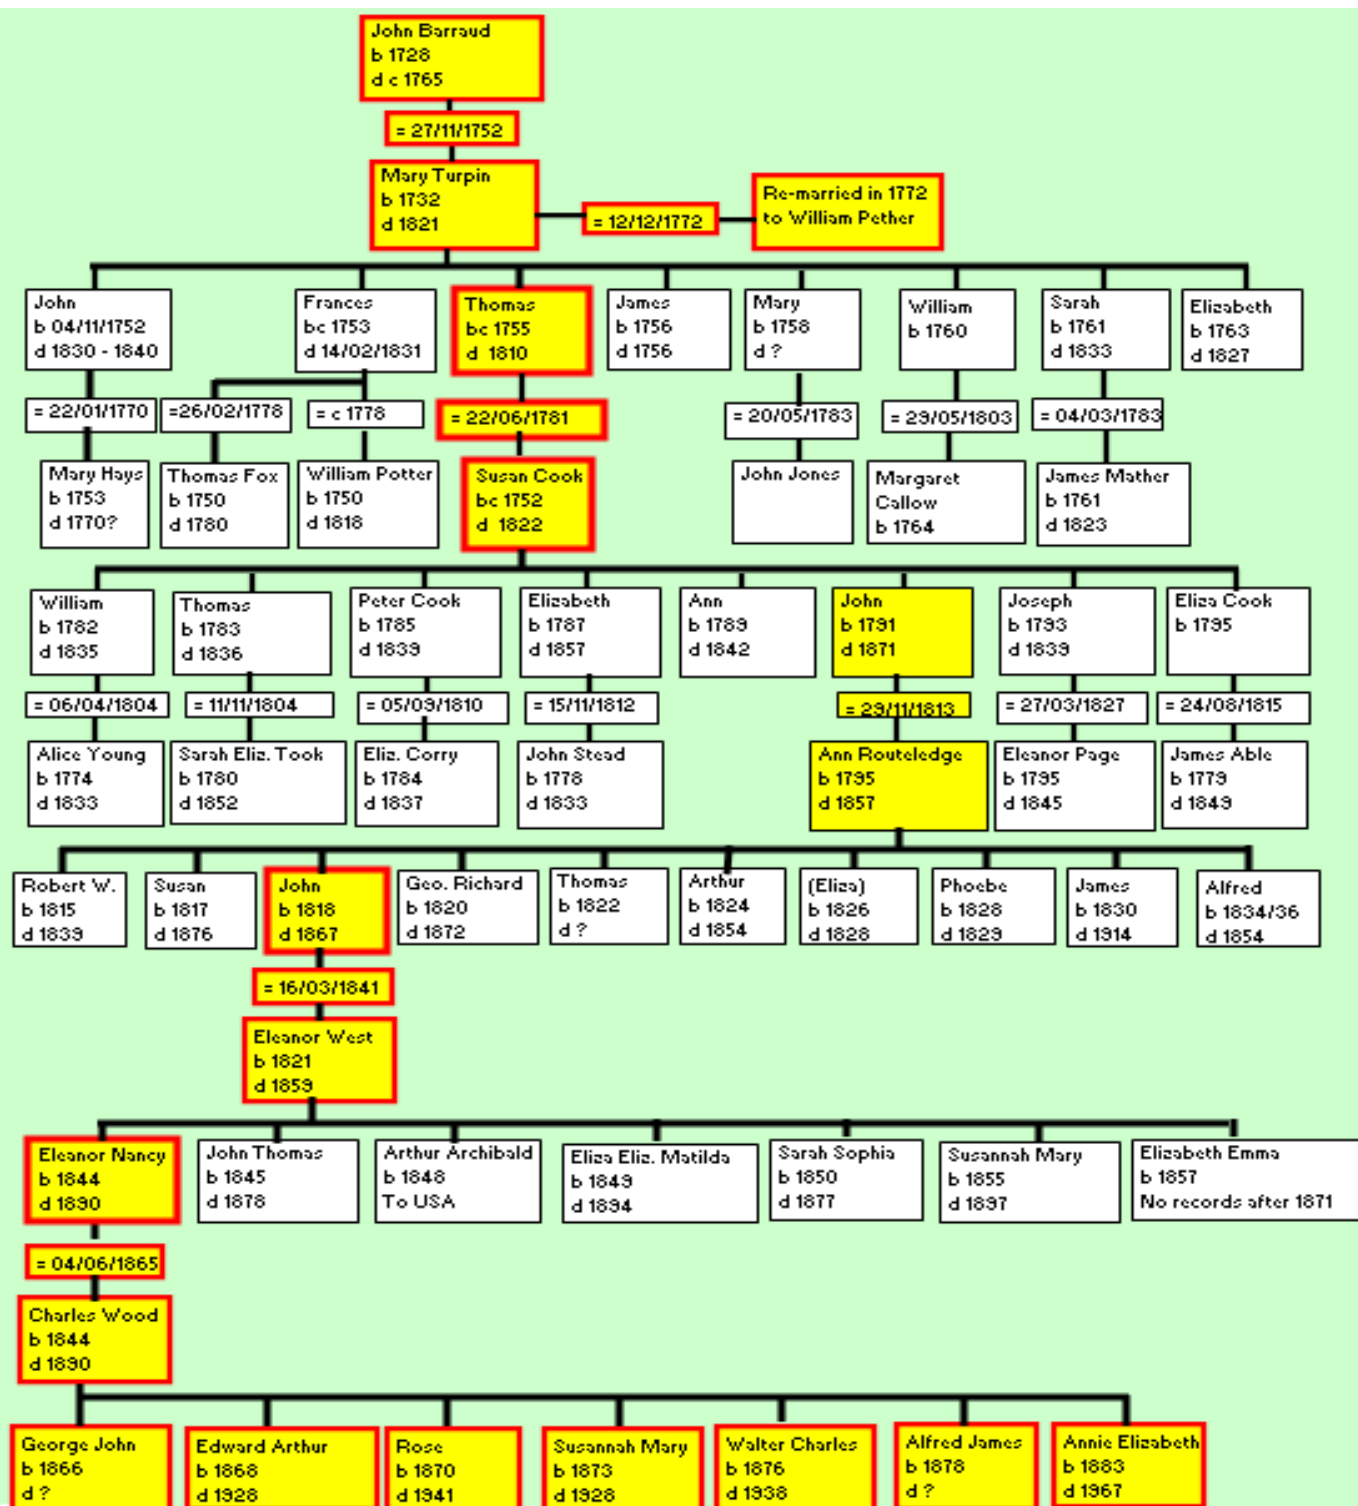 John Barraud
b 1728
d c 1765
= 27/11/1752
Mary Turpin
b 1732
d 1821
= 12/12/1772
Re-married in 1772
to William Pether
John
b 04/11/1752
d 1830 - 1840
Frances
bc 1753
d 14/02/1831
Thomas
bc 1755
d 1810
James
b 1756
d 1756
Mary
b 1758
d ?
William
b 1760
Sarah
b 1761
d 1833
Elizabeth
b 1763
d 1827
= 22/01/1770
=26/02/1778
= c 1778
= 22/06/1781
= 20/05/1783
= 29/05/1803
= 04/03/1783
Mary Hays
b 1753
d 1770?
Thomas Fox
b 1750
d 1780
William Potter
b 1750
d 1818
Susan Cook
bc 1752
d 1822
John Jones
Margaret
Callow
b 1764
James Mather
b 1761
d 1823
William
b 1782
d 1835
Thomas
b 1783
d 1836
Peter Cook
b 1785
d 1839
Elizabeth
b 1787
d 1857
Ann
b 1789
d 1842
John
b 1791
d 1871
Joseph
b 1793
d 1839
Eliza Cook
b 1795
= 06/04/1804
= 11/11/1804
= 05/09/1810
= 15/11/1812
= 29/11/1813
= 27/03/1827
= 24/08/1815
Alice Young
b 1774
d 1833
Sarah Eliz. Took
b 1780
d 1852
Eliz. Corry
b 1784
d 1837
John Stead
b 1778
d 1833
Ann Routeledge
b 1795
d 1857
Eleanor Page
b 1795
d 1845
James Able
b 1779
d 1849
Robert W.
b 1815
d 1839
Susan
b 1817
d 1876
John
b 1818
d 1867
Geo. Richard
b 1820
d 1872
Thomas
b 1822
d ?
Arthur
b 1824
d 1854
(Eliza)
b 1826
d 1828
Phoebe
b 1828
d 1829
James
b 1830
d 1914
Alfred
b 1834/36
d 1854
= 16/03/1841
Eleanor West
b 1821
d 1859
Eleanor Nancy
b 1844
d 1890
John Thomas
b 1845
d 1878
Arthur Archibald
b 1848
To USA
Eliza Eliz. Matilda
b 1849
d 1894
Sarah Sophia
b 1850
d 1877
Susannah Mary
b 1855
d 1897
Elizabeth Emma
b 1857
No records after 1871
= 04/06/1865
Charles Wood
b 1844
d 1890
George John
b 1866
d ?
Edward Arthur
b 1868
d 1928
Rose
b 1870
d 1941
Susannah Mary
b 1873
d 1928
Walter Charles
b 1876
d 1938
Alfred James
b 1878
d ?
Annie Elizabeth
b 1883
d 1967